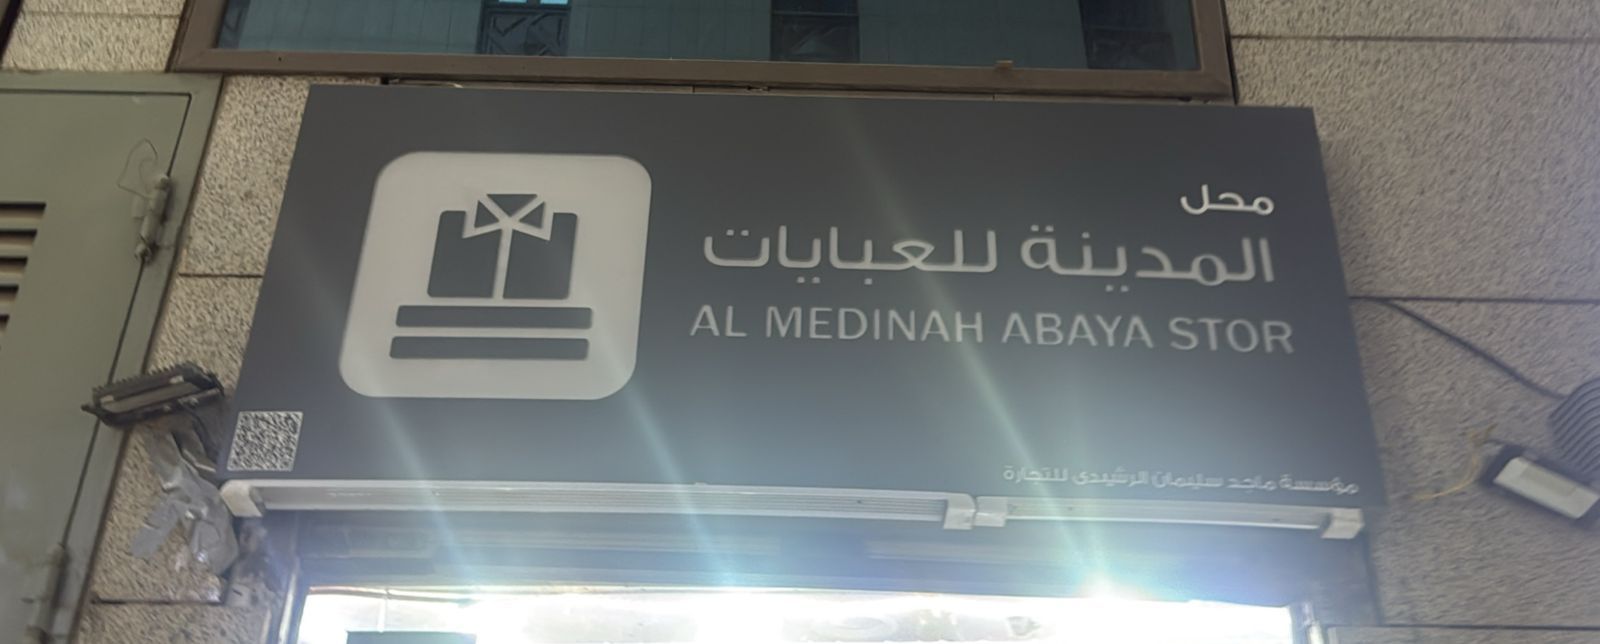 محل
المدينة للعبايات
AL MEDINAH ABAYA STOR
مؤسسة ماجد سليمان الرشيدي للتجارة